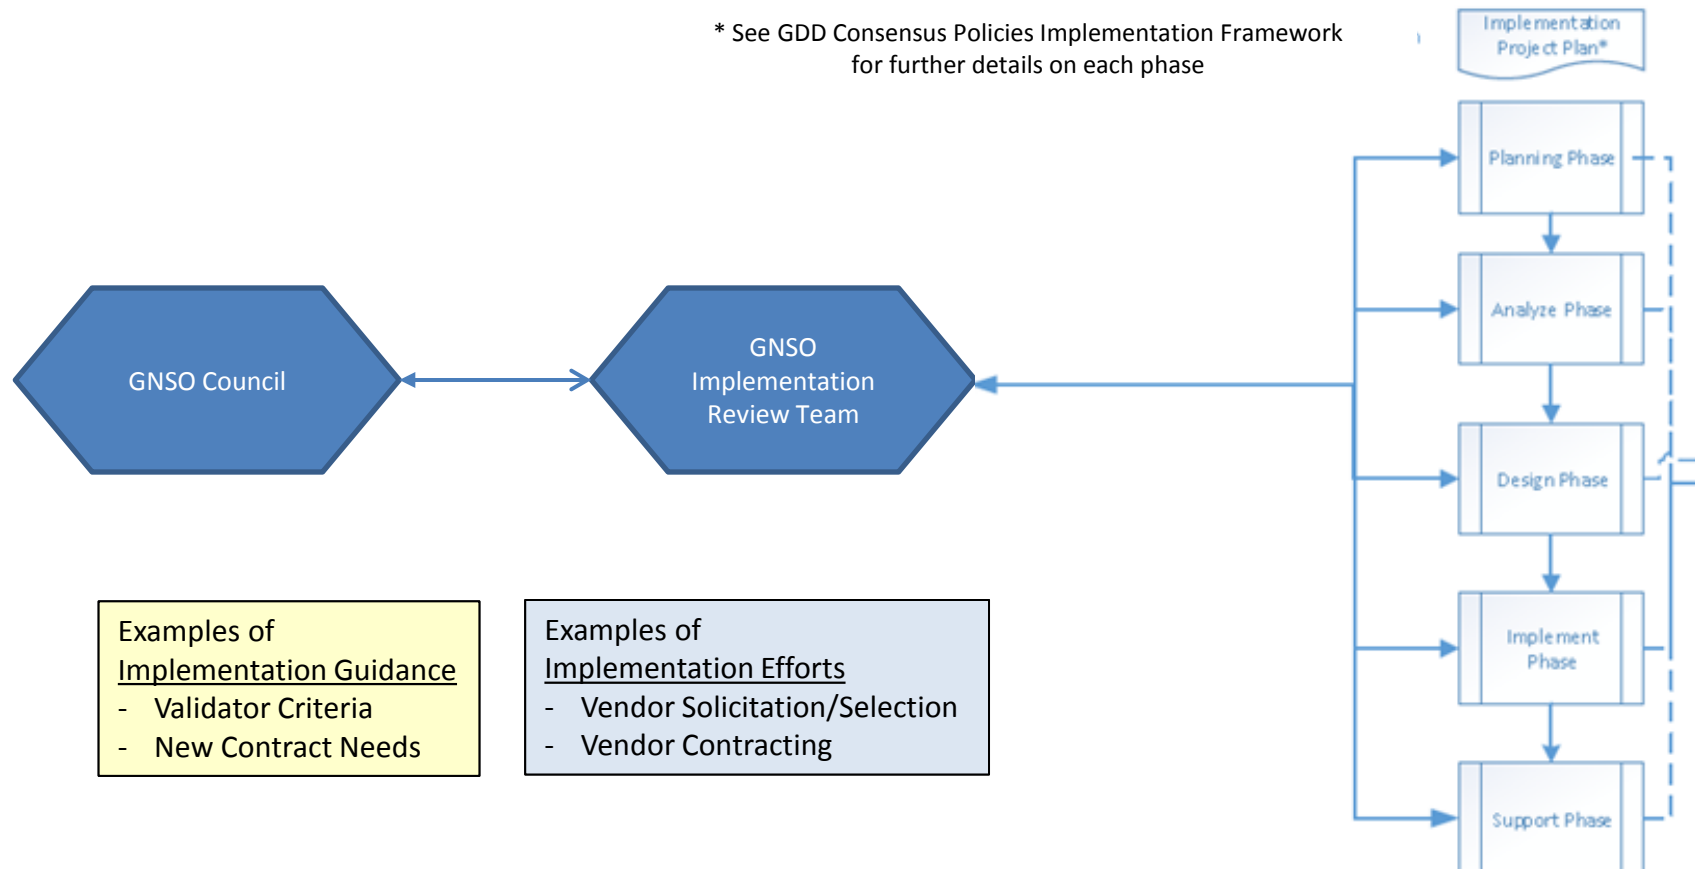 * See GDD Consensus Policies Implementation Framework
for further details on each phase
Implementation
Project Plan*
Planning Phase
Analyze Phase
Design Phase
Implement
Phase
Support Phase
GNSO Council
GNSO
Implementation
Review Team
Examples of
Implementation Guidance
- Validator Criteria
- New Contract Needs
Examples of
Implementation Efforts
- Vendor Solicitation/Selection
- Vendor Contracting